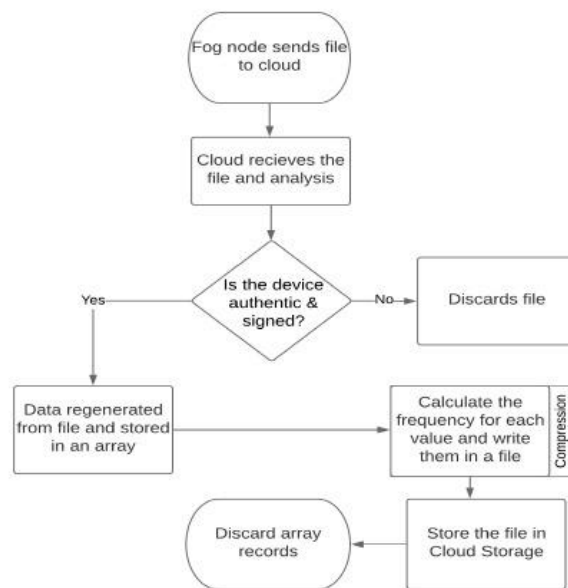 Fog node sends file
to cloud
Cloud recieves the
file and analysis
Is the device
authentic &
signed?
Yes
No
Discards file
Data regenerated
from file and stored
in an array
Calculate the
frequency for each
value and write
them in a file
Compression
Discard array
records
Store the file in
Cloud Storage